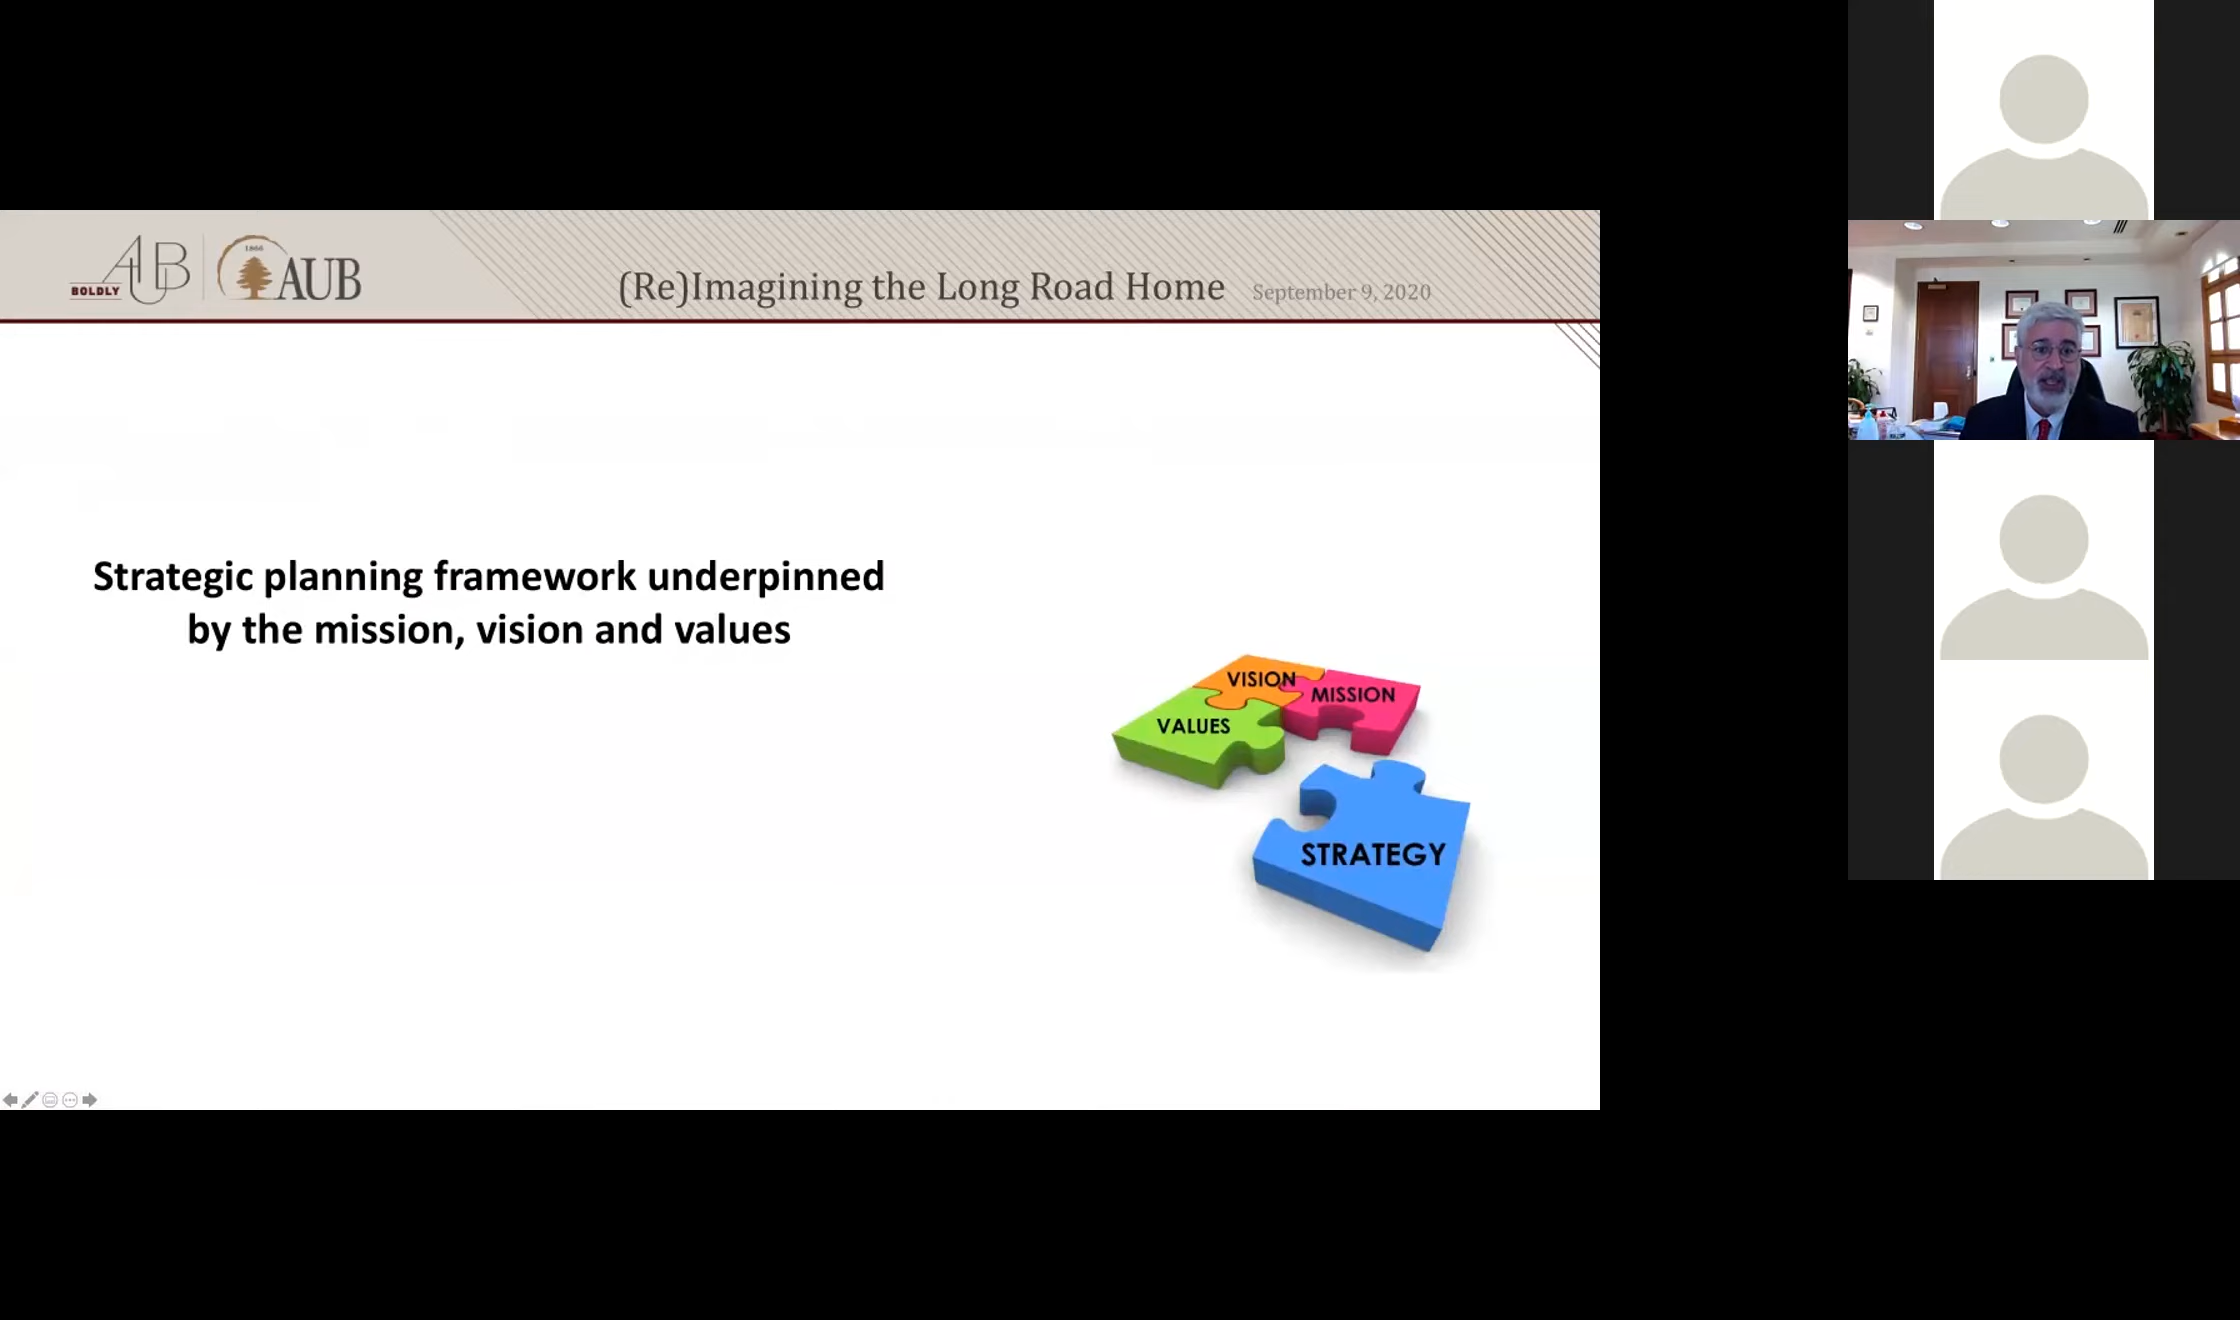 BOLDLY
AUB
1866
AUB
(Re)Imagining the Long Road Home
September 9, 2020
Strategic planning framework underpinned
by the mission, vision and values
VISION
MISSION
VALUES
STRATEGY